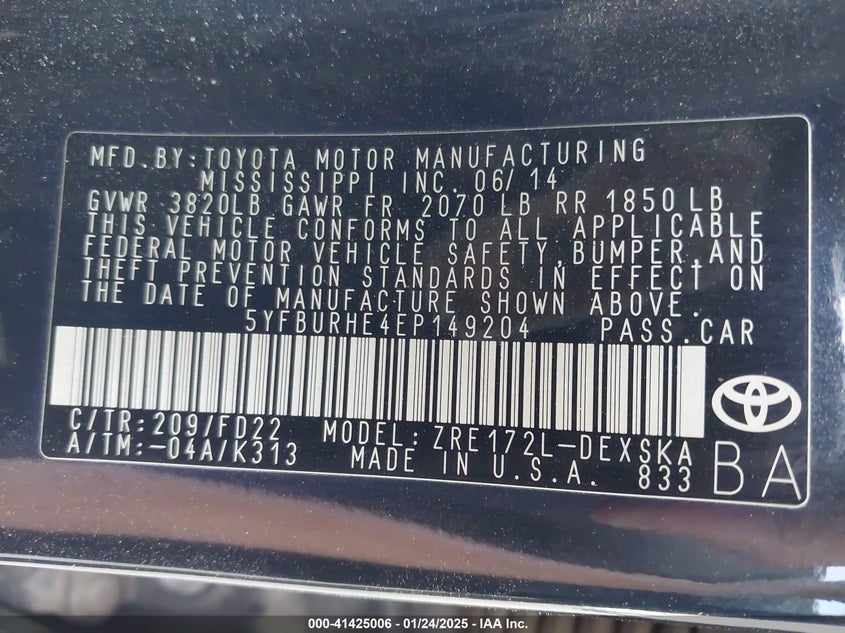 MFD.BY:TOYOTA MOTOR MANUFACTURING
MISSISSIPPI INC. 06/14
GVWR 3820LB GAWR FR 2070 LB RR 1850 LB
THIS VEHICLE CONFORMS TO ALL APPLICABLE
FEDERAL MOTOR VEHICLE SAFETY,BUMPER,AND
THEFT PREVENTION STANDARDS IN EFFECT ON
THE DATE OF MANUFACTURE SHOWN ABOVE.
5YFBURHE4EP149204 PASS.CAR
C/TR:209/FD22 MODEL:ZRE172L-DEXSKA
A/TM:-04A/K313 MADE IN U.S.A. 833 BA
000-41425006 - 01/24/2025 - IAA Inc.